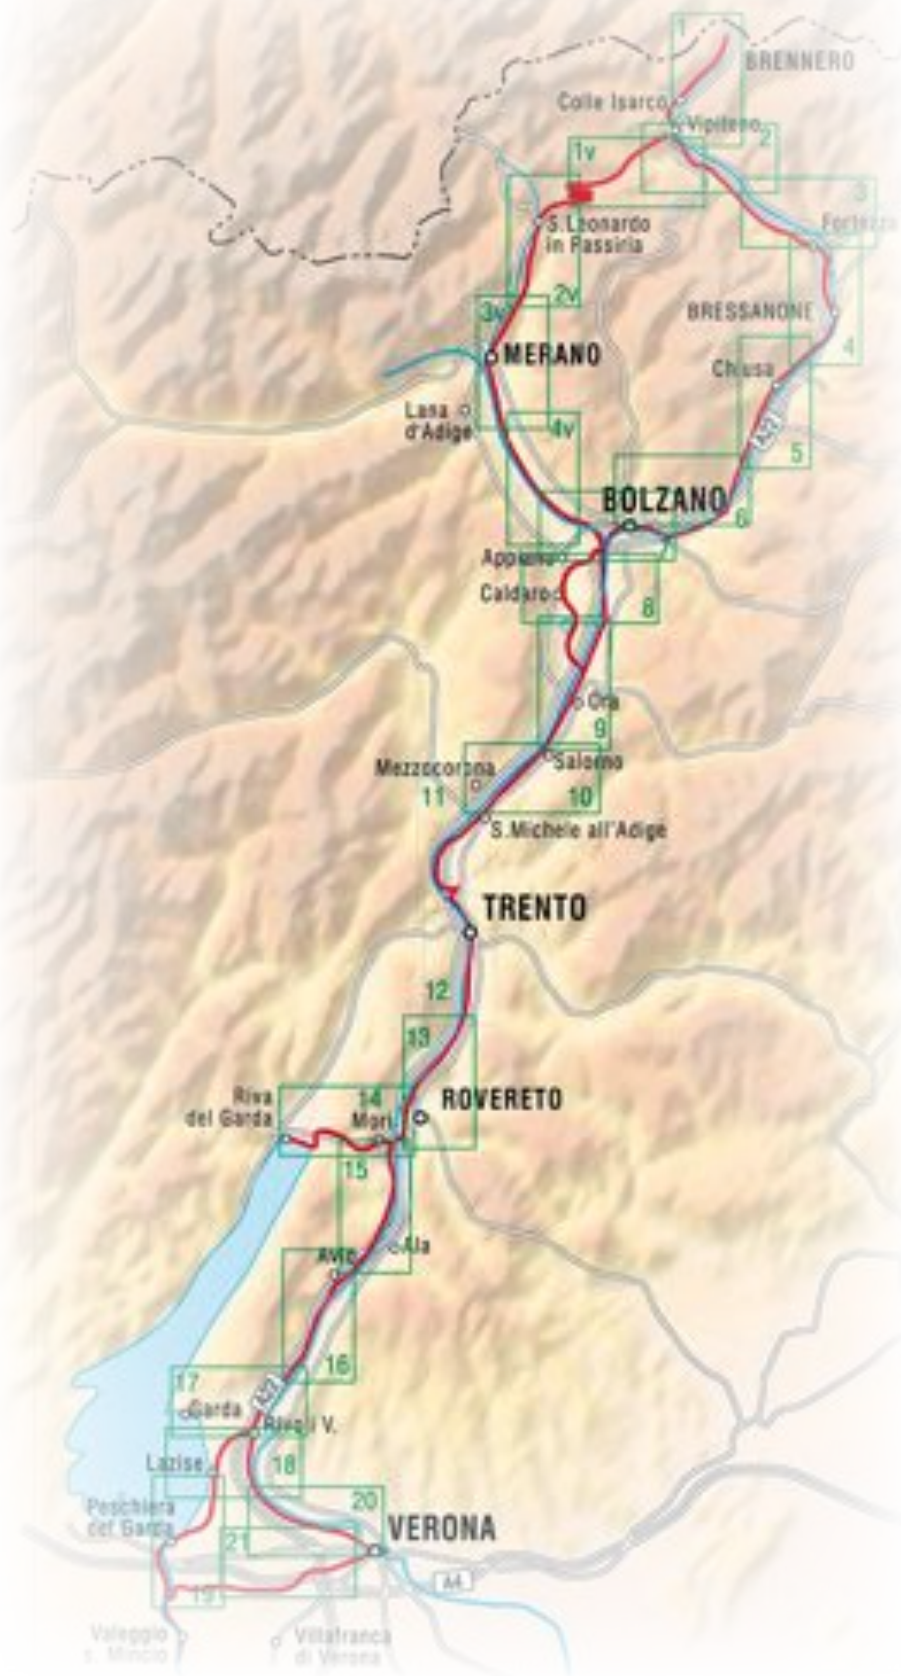 1
BRENNERO
Colle Isarco
Vipiteno
2
1v
3
S.Leonardo
in Passiria
Fortezza
2v
3v
BRESSANONE
MERANO
4
Chiusa
Lana
d'Adige
4v
A22
5
BOLZANO
6
Appiano
Caldaro
8
Ora
9
Salorno
Mezzocorona
11
10
S.Michele all'Adige
TRENTO
12
13
Riva
del Garda
14
Mori
ROVERETO
15
Ala
Avio
16
17
A22
Garda
Rivoli V.
Lazise
18
Peschiera
del Garda
20
VERONA
21
A4
19
Valeggio
s. Mincio
Villafranca
di Verona